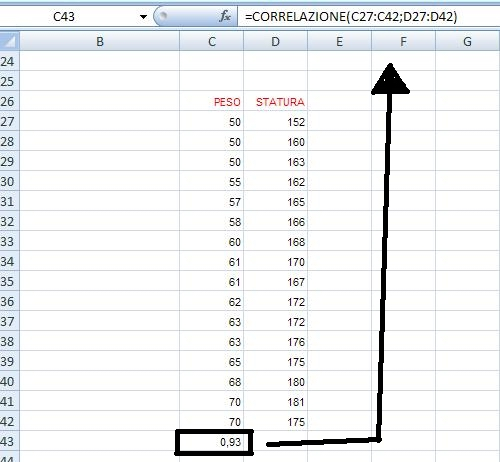 C43 fx =CORRELAZIONE(C27:C42;D27:D42)
B C D E F G
24
25
26 PESO STATURA
27 50 152
28 50 160
29 50 163
30 55 162
31 57 165
32 58 166
33 60 168
34 61 170
35 61 167
36 62 172
37 63 172
38 63 176
39 65 175
40 68 180
41 70 181
42 70 175
43 0,93
44